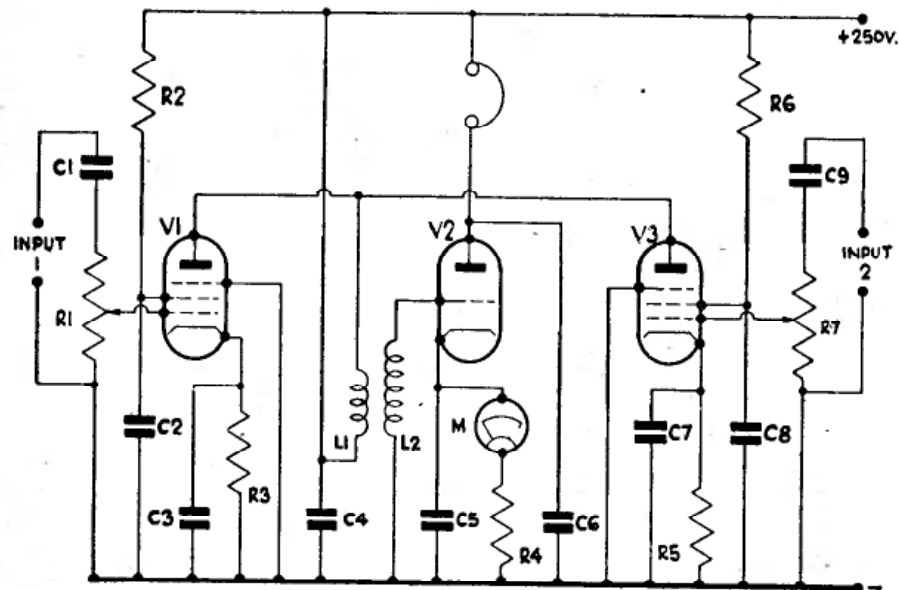 +250V.
R2
R6
C1
C9
V1
V2
V3
INPUT
1
INPUT
2
R1
R7
C2
L1
L2
M
C7
C8
R3
C3
C4
C5
R4
C6
R5
-